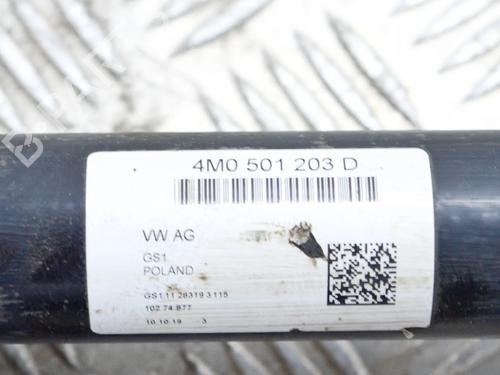 4M0 501 203 D
VW AG
GS1
POLAND
GS1 11 28319 3 115
102 74.877
10.10.19 3